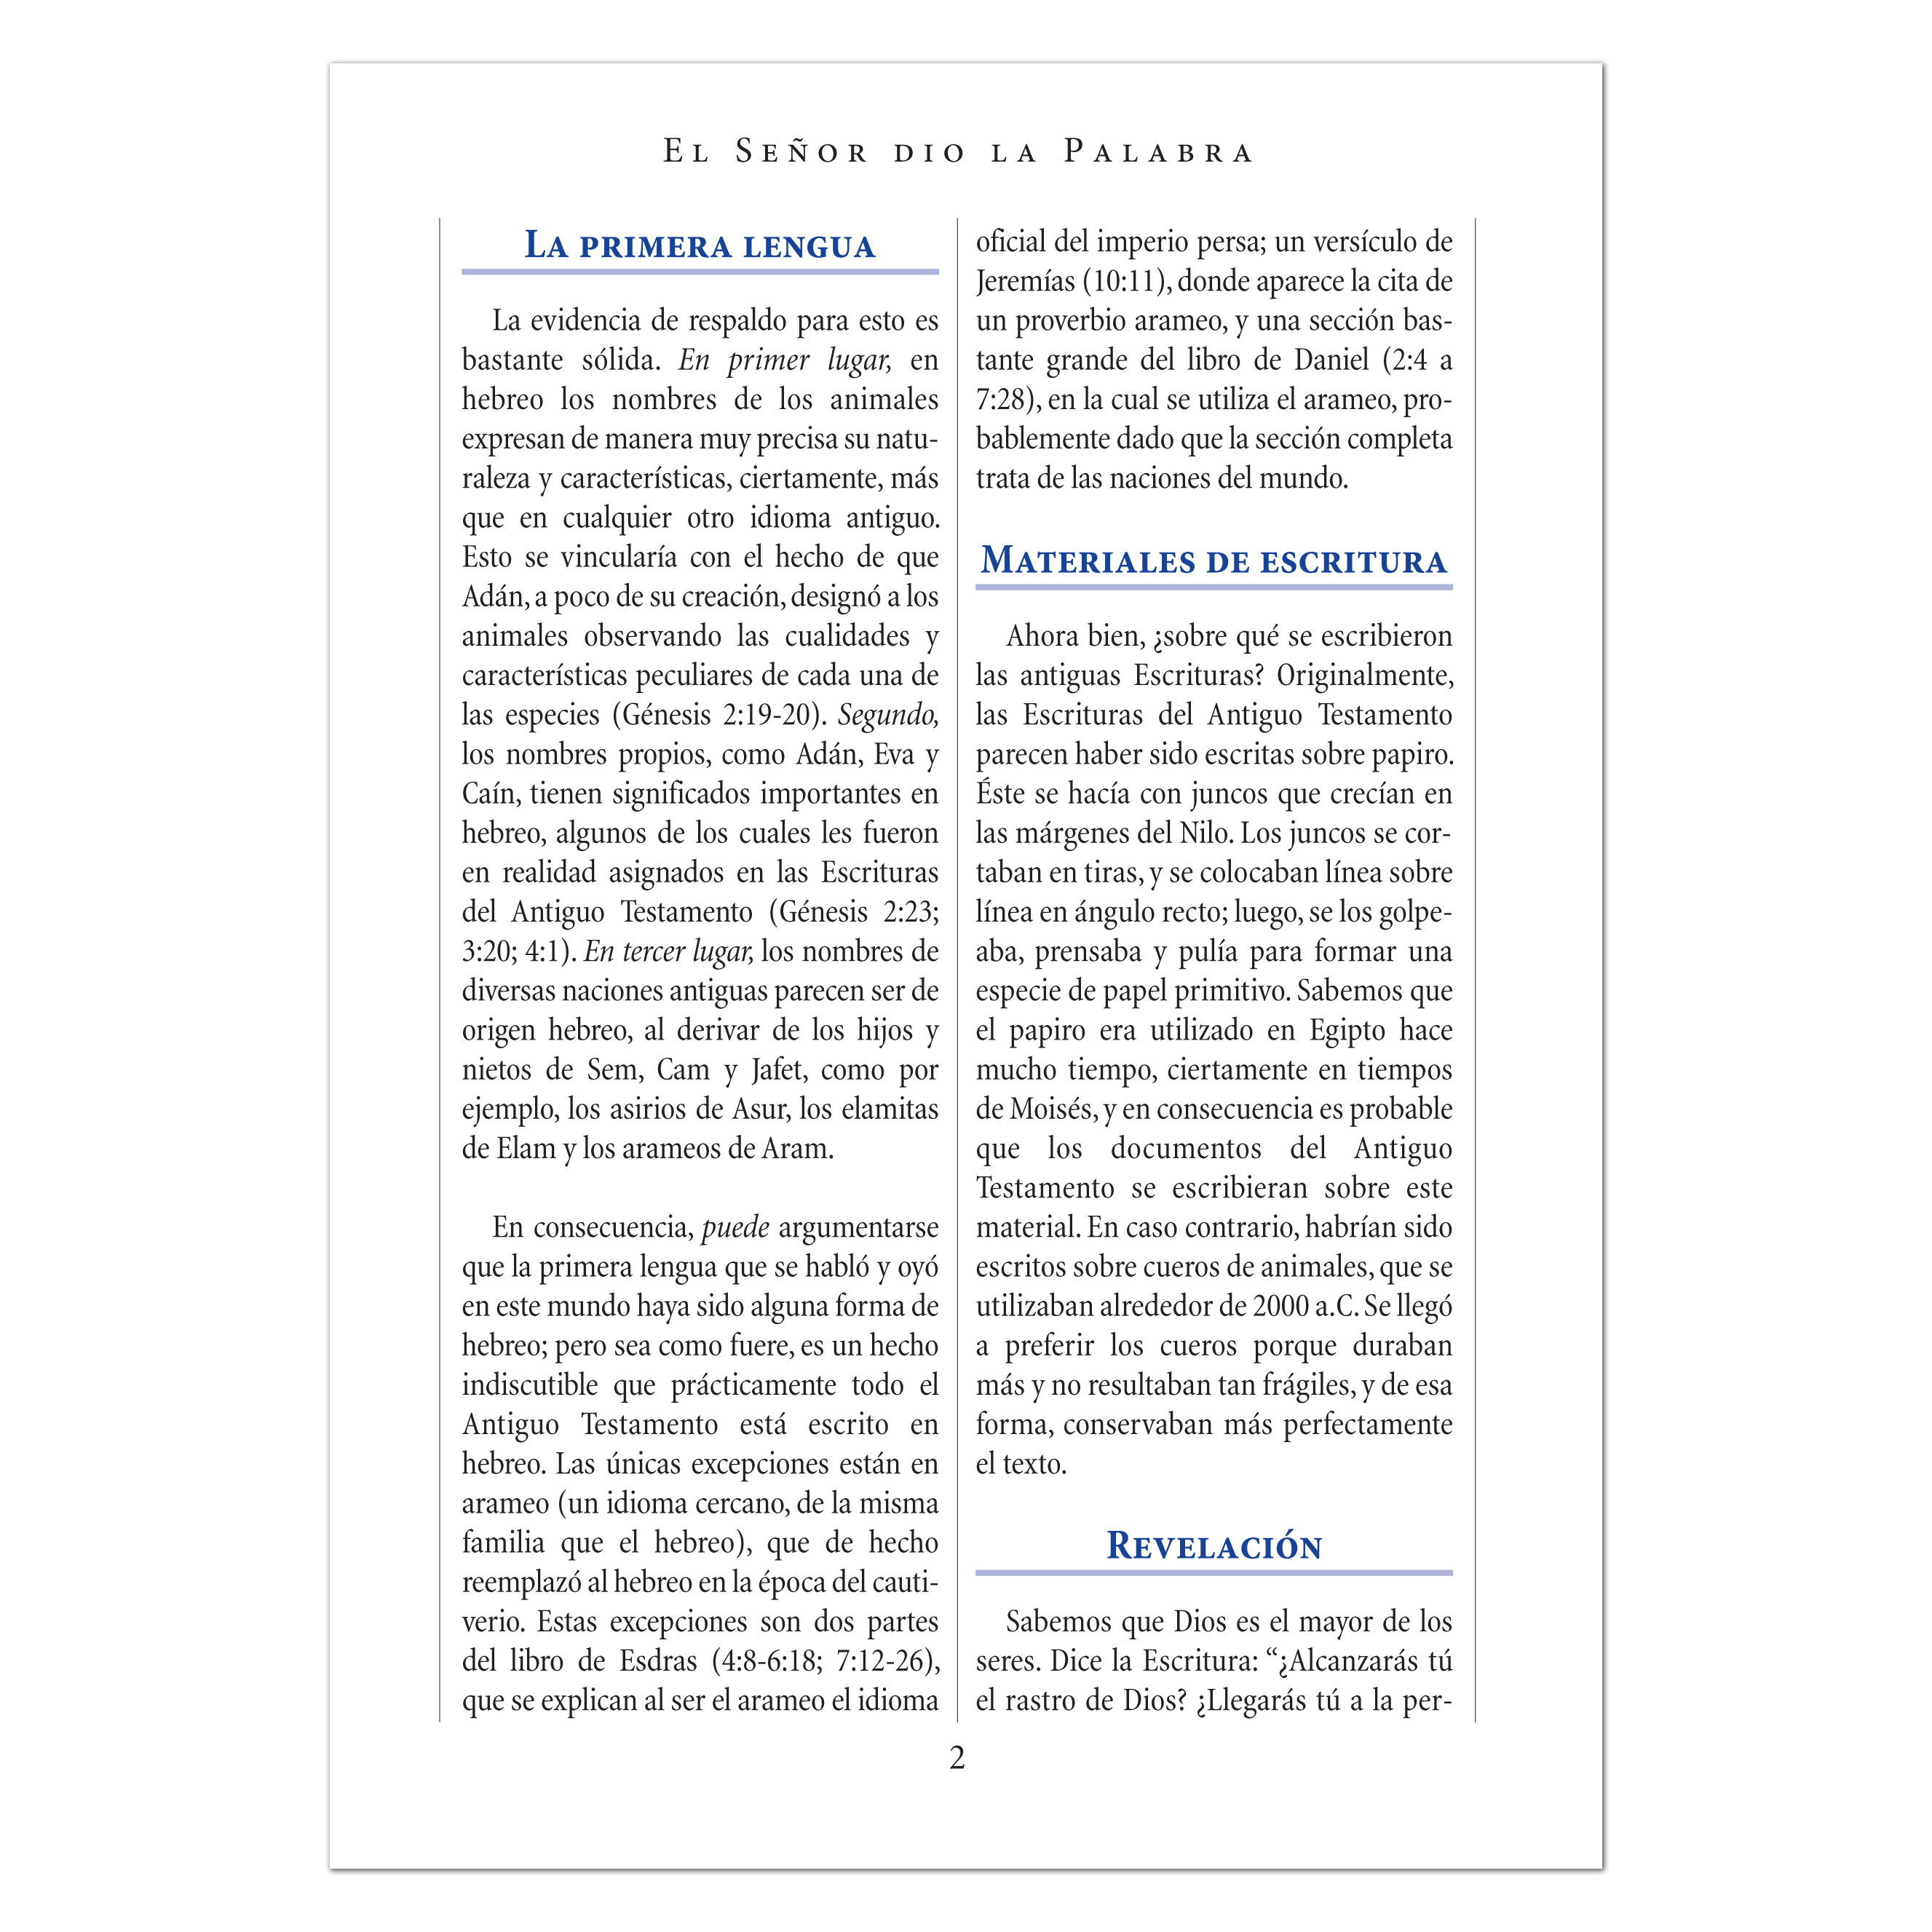 El Señor dio la Palabra
La primera lengua
La evidencia de respaldo para esto es
bastante sólida. En primer lugar, en
hebreo los nombres de los animales
expresan de manera muy precisa su natu-
raleza y características, ciertamente, más
que en cualquier otro idioma antiguo.
Esto se vincularía con el hecho de que
Adán, a poco de su creación, designó a los
animales observando las cualidades y
características peculiares de cada una de
las especies (Génesis 2:19-20). Segundo,
los nombres propios, como Adán, Eva y
Caín, tienen significados importantes en
hebreo, algunos de los cuales les fueron
en realidad asignados en las Escrituras
del Antiguo Testamento (Génesis 2:23;
3:20; 4:1). En tercer lugar, los nombres de
diversas naciones antiguas parecen ser de
origen hebreo, al derivar de los hijos y
nietos de Sem, Cam y Jafet, como por
ejemplo, los asirios de Asur, los elamitas
de Elam y los arameos de Aram.
En consecuencia, puede argumentarse
que la primera lengua que se habló y oyó
en este mundo haya sido alguna forma de
hebreo; pero sea como fuere, es un hecho
indiscutible que prácticamente todo el
Antiguo Testamento está escrito en
hebreo. Las únicas excepciones están en
arameo (un idioma cercano, de la misma
familia que el hebreo), que de hecho
reemplazó al hebreo en la época del cauti-
verio. Estas excepciones son dos partes
del libro de Esdras (4:8-6:18; 7:12-26),
que se explican al ser el arameo el idioma
oficial del imperio persa; un versículo de
Jeremías (10:11), donde aparece la cita de
un proverbio arameo, y una sección bas-
tante grande del libro de Daniel (2:4 a
7:28), en la cual se utiliza el arameo, pro-
bablemente dado que la sección completa
trata de las naciones del mundo.
Materiales de escritura
Ahora bien, ¿sobre qué se escribieron
las antiguas Escrituras? Originalmente,
las Escrituras del Antiguo Testamento
parecen haber sido escritas sobre papiro.
Éste se hacía con juncos que crecían en
las márgenes del Nilo. Los juncos se cor-
taban en tiras, y se colocaban línea sobre
línea en ángulo recto; luego, se los golpe-
aba, prensaba y pulía para formar una
especie de papel primitivo. Sabemos que
el papiro era utilizado en Egipto hace
mucho tiempo, ciertamente en tiempos
de Moisés, y en consecuencia es probable
que los documentos del Antiguo
Testamento se escribieran sobre este
material. En caso contrario, habrían sido
escritos sobre cueros de animales, que se
utilizaban alrededor de 2000 a.C. Se llegó
a preferir los cueros porque duraban
más y no resultaban tan frágiles, y de esa
forma, conservaban más perfectamente
el texto.
Revelación
Sabemos que Dios es el mayor de los
seres. Dice la Escritura: “¿Alcanzarás tú
el rastro de Dios? ¿Llegarás tú a la per-
2